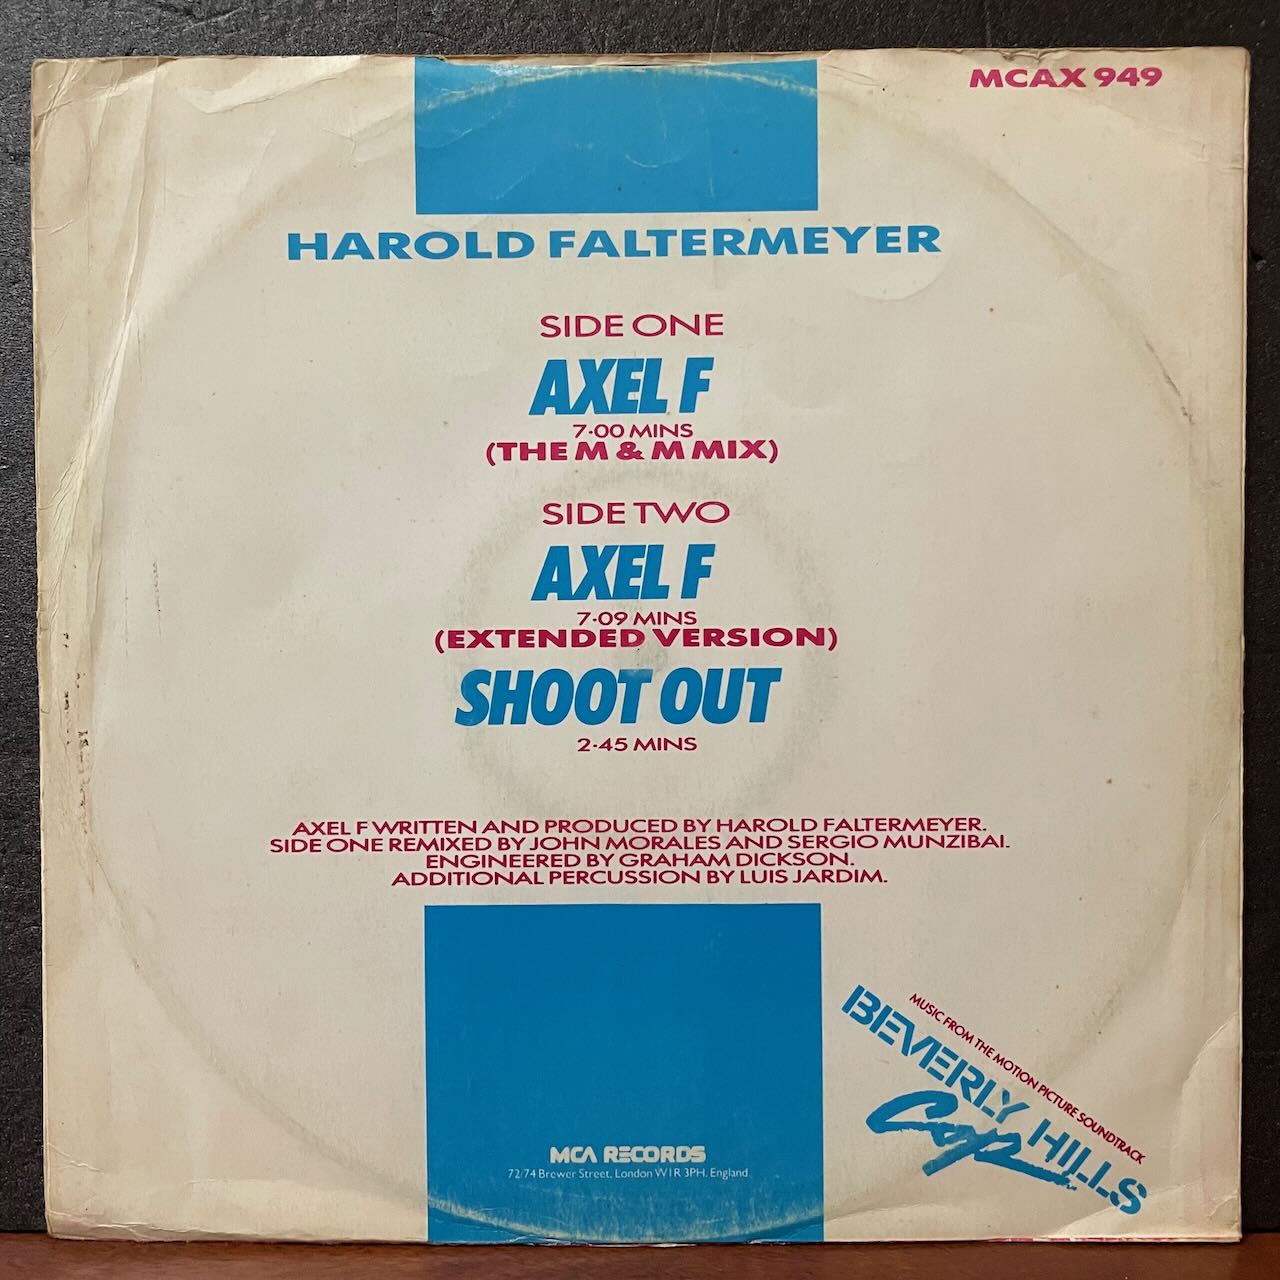 MCAX 949
HAROLD FALTERMEYER
SIDE ONE
AXEL F
7·00 MINS
(THE M & M MIX)
SIDE TWO
AXEL F
7·09 MINS
(EXTENDED VERSION)
SHOOT OUT
2·45 MINS
AXEL F WRITTEN AND PRODUCED BY HAROLD FALTERMEYER.
SIDE ONE REMIXED BY JOHN MORALES AND SERGIO MUNZIBAI.
ENGINEERED BY GRAHAM DICKSON.
ADDITIONAL PERCUSSION BY LUIS JARDIM.
MUSIC FROM THE MOTION PICTURE SOUNDTRACK
BEVERLY HILLS
Cop
MCA RECORDS
72/74 Brewer Street, London W1R 3PH, England